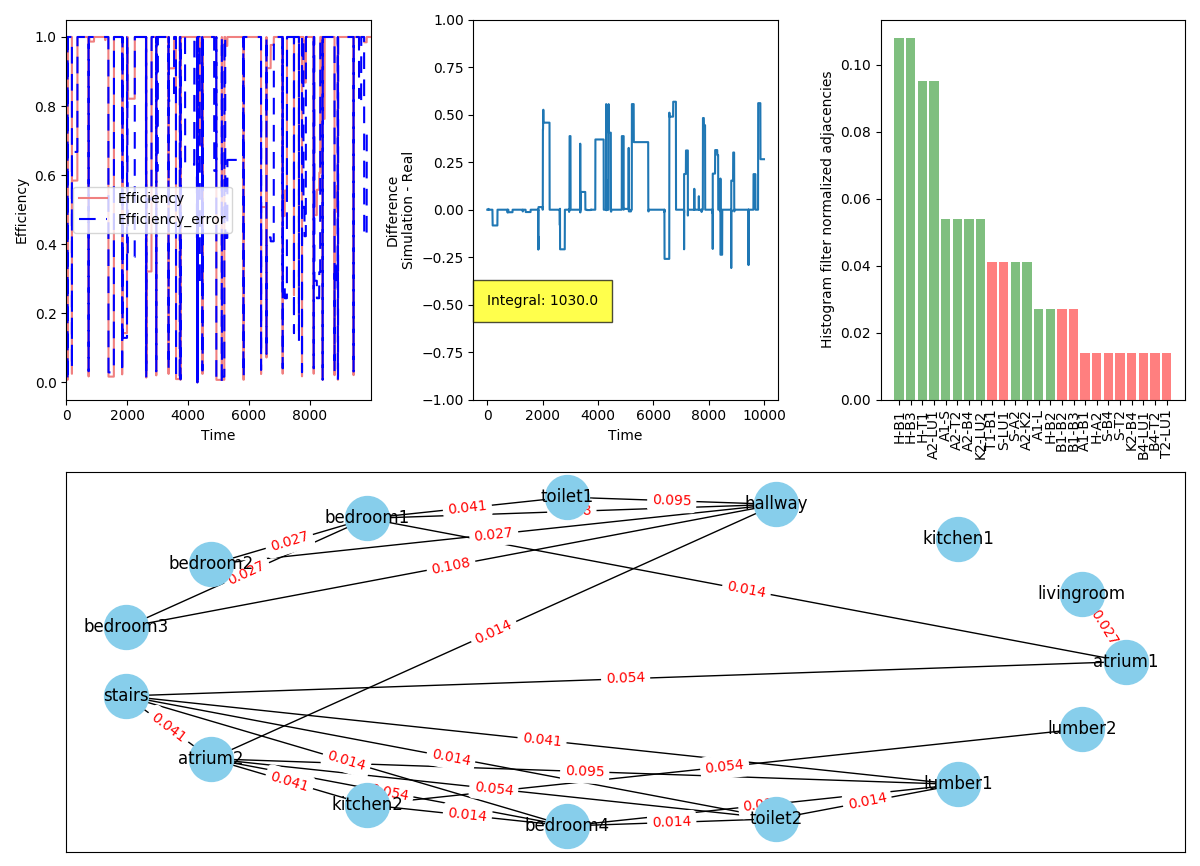 1.0
0.8
0.6
0.4
0.2
0.0
Efficiency
0
2000
4000
6000
8000
Time
Efficiency
Efficiency_error
1.00
0.75
0.50
0.25
0.00
−0.25
−0.50
−0.75
−1.00
Difference
Simulation - Real
Integral: 1030.0
0
2000
4000
6000
8000
10000
Time
0.10
0.08
0.06
0.04
0.02
0.00
Histogram filter normalized adjacencies
H-B1
H-B3
H-T1
A2-LU1
A1-S
A2-T2
A2-B4
K2-LU2
T1-B1
S-LU1
S-A2
A2-K2
A1-L
H-B2
B1-B2
B1-B3
A1-B1
H-A2
S-B4
S-T2
K2-B4
B4-LU1
B4-T2
T2-LU1
toilet1
0.041
0.095
hallway
bedroom1
0.027
0.027
kitchen1
bedroom2
0.027
0.108
0.014
livingroom
bedroom3
0.014
0.027
atrium1
0.054
stairs
0.041
0.041
lumber2
atrium2
0.014
0.014
0.054
0.095
0.041
0.054
0.054
lumber1
kitchen2
0.014
0.014
toilet2
0.014
bedroom4